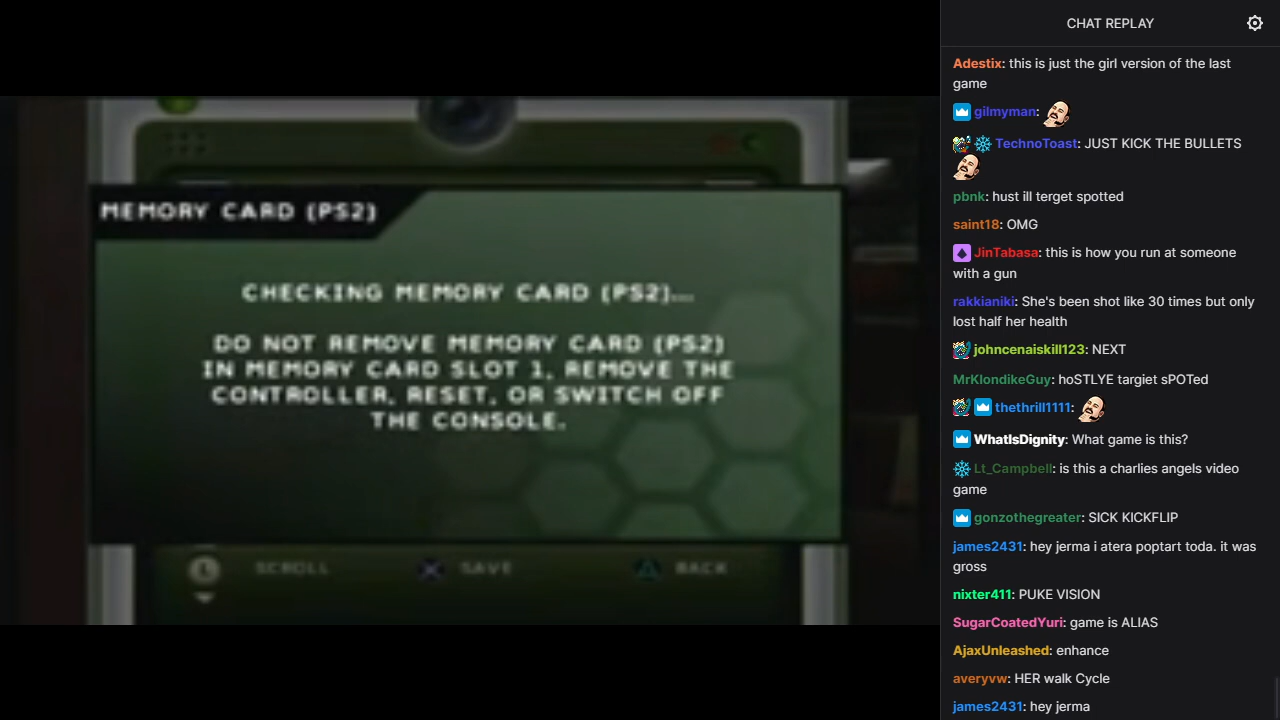 MEMORY CARD (PS2)
CHECKING MEMORY CARD (PS2)...
DO NOT REMOVE MEMORY CARD (PS2)
IN MEMORY CARD SLOT 1, REMOVE THE
CONTROLLER, RESET, OR SWITCH OFF
THE CONSOLE.
SCROLL SAVE BACK
CHAT REPLAY
Adestix: this is just the girl version of the last
game
gilmyman:
TechnoToast: JUST KICK THE BULLETS
pbnk: hust ill terget spotted
saint18: OMG
JinTabasa: this is how you run at someone
with a gun
rakkianiki: She's been shot like 30 times but only
lost half her health
johncenaiskill123: NEXT
MrKlondikeGuy: hoSTLYE targiet sPOTed
thethrill1111:
WhatIsDignity: What game is this?
Lt_Campbell: is this a charlies angels video
game
gonzothegreater: SICK KICKFLIP
james2431: hey jerma i atera poptart toda. it was
gross
nixter411: PUKE VISION
SugarCoatedYuri: game is ALIAS
AjaxUnleashed: enhance
averyvw: HER walk Cycle
james2431: hey jerma